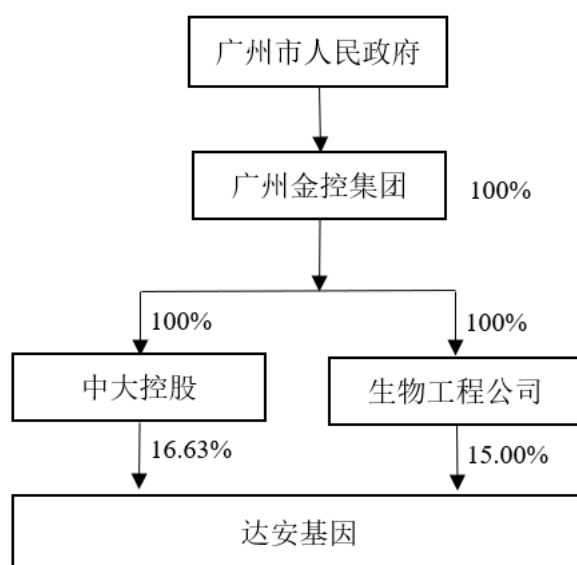 广州市人民政府
广州金控集团
100%
100%
100%
中大控股
生物工程公司
16.63%
15.00%
达安基因